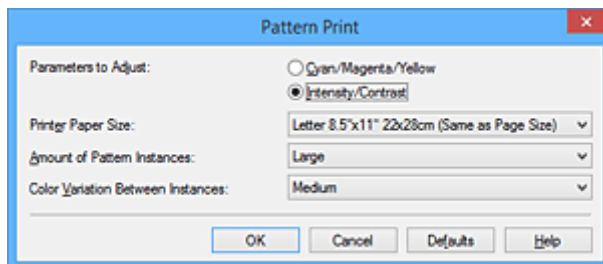 Pattern Print
Parameters to Adjust:
Cyan/Magenta/Yellow
Intensity/Contrast
Printer Paper Size:
Letter 8.5"x11" 22x28cm (Same as Page Size)
Amount of Pattern Instances:
Large
Color Variation Between Instances:
Medium
OK Cancel Defaults Help